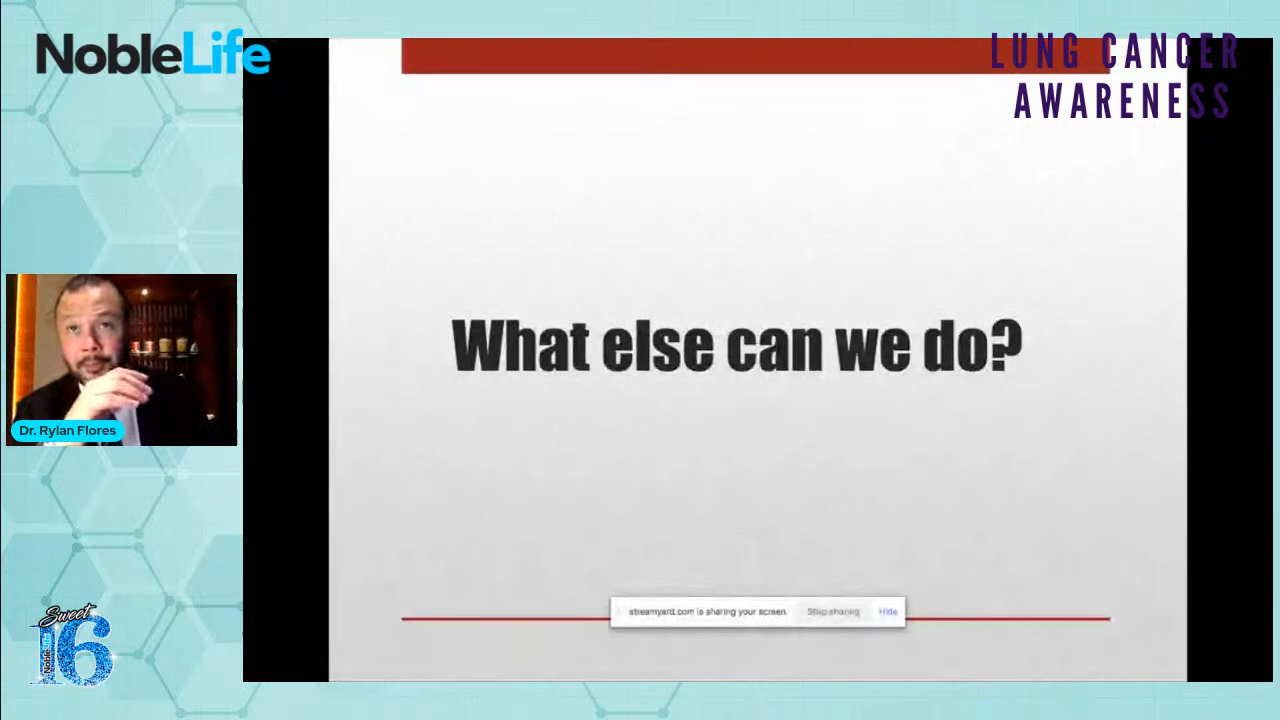 NobleLife
LUNG CANCER
AWARENESS
What else can we do?
Dr. Rylan Flores
streamyard.com is sharing your screen. Stop sharing Hide
Sweet
16
NobleLife